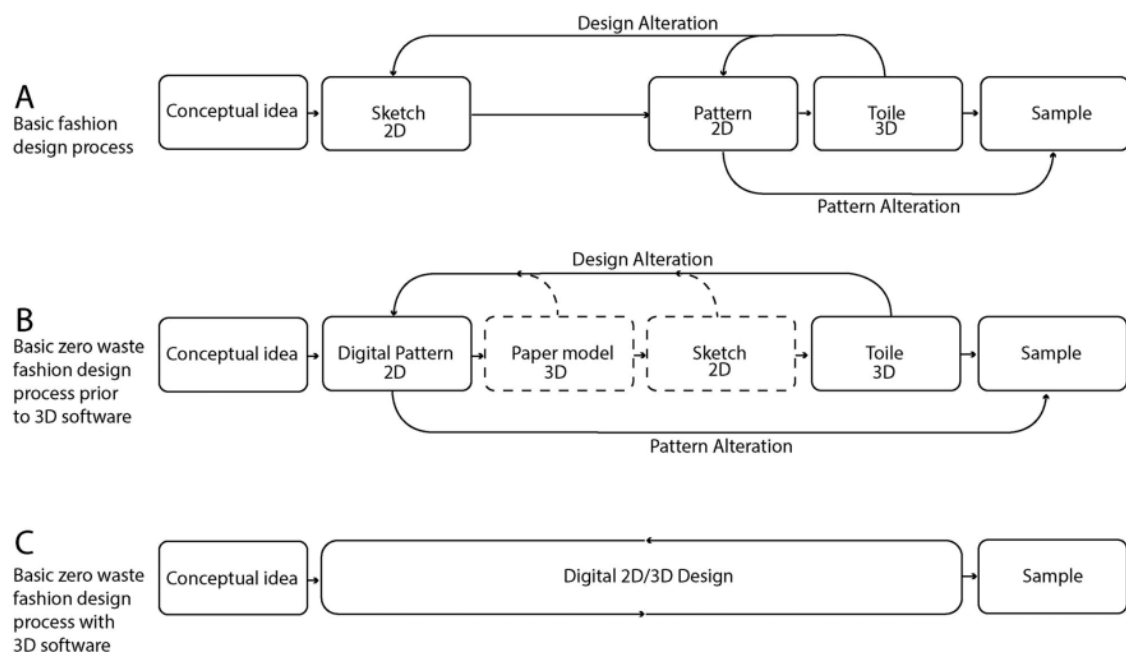 Design Alteration
A
Basic fashion
design process
Conceptual idea
Sketch
2D
Pattern
2D
Toile
3D
Sample
Pattern Alteration
Design Alteration
B
Basic zero waste
fashion design
process prior
to 3D software
Conceptual idea
Digital Pattern
2D
Paper model
3D
Sketch
2D
Toile
3D
Sample
Pattern Alteration
C
Basic zero waste
fashion design
process with
3D software
Conceptual idea
Digital 2D/3D Design
Sample